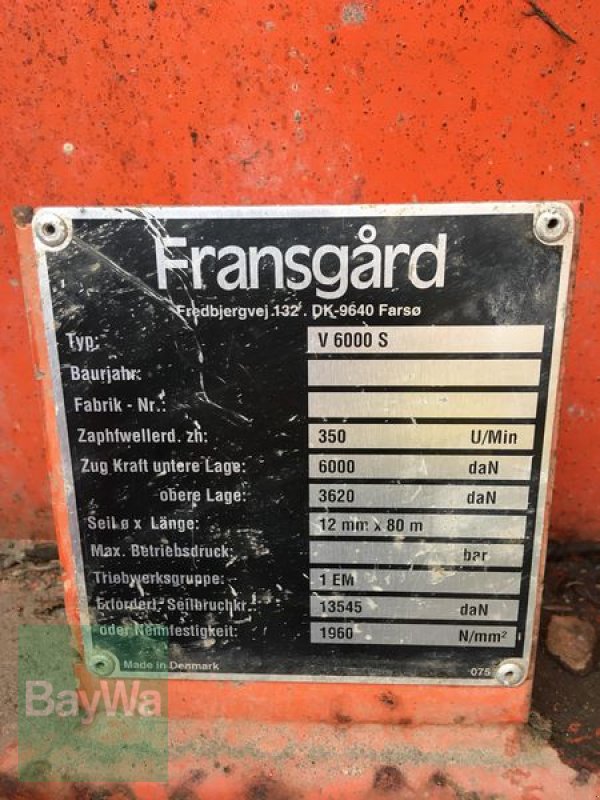 Fransgård
Fredbjergvej 132 . DK-9640 Farsø
Typ: V 6000 S
Baurjahr:
Fabrik - Nr.:
Zaphfwellerd. zh: 350 U/Min
Zug Kraft untere Lage: 6000 daN
obere Lage: 3620 daN
Seil ø x Länge: 12 mm x 80 m
Max. Betriebsdruck: bar
Triebwerksgruppe: 1 EM
Erforderl. Seilbruchkr.: 13545 daN
oder Nennfestigkeit: 1960 N/mm²
Made in Denmark 075
BayWa